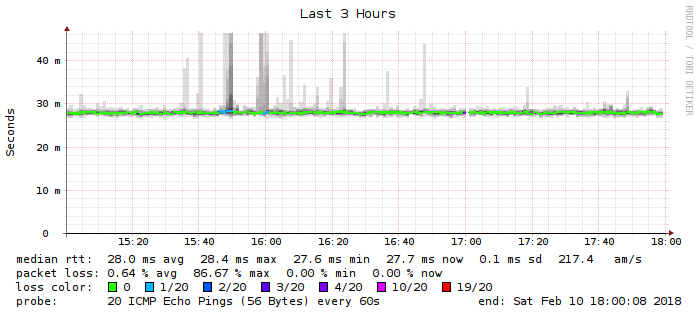 Last 3 Hours
RRDTOOL / TOBI OETIKER
Seconds
40 m
30 m
20 m
10 m
0
15:20 15:40 16:00 16:20 16:40 17:00 17:20 17:40 18:00
median rtt: 28.0 ms avg 28.4 ms max 27.6 ms min 27.7 ms now 0.1 ms sd 217.4 am/s
packet loss: 0.64 % avg 86.67 % max 0.00 % min 0.00 % now
loss color: 0 1/20 2/20 3/20 4/20 10/20 19/20
probe: 20 ICMP Echo Pings (56 Bytes) every 60s end: Sat Feb 10 18:00:08 2018